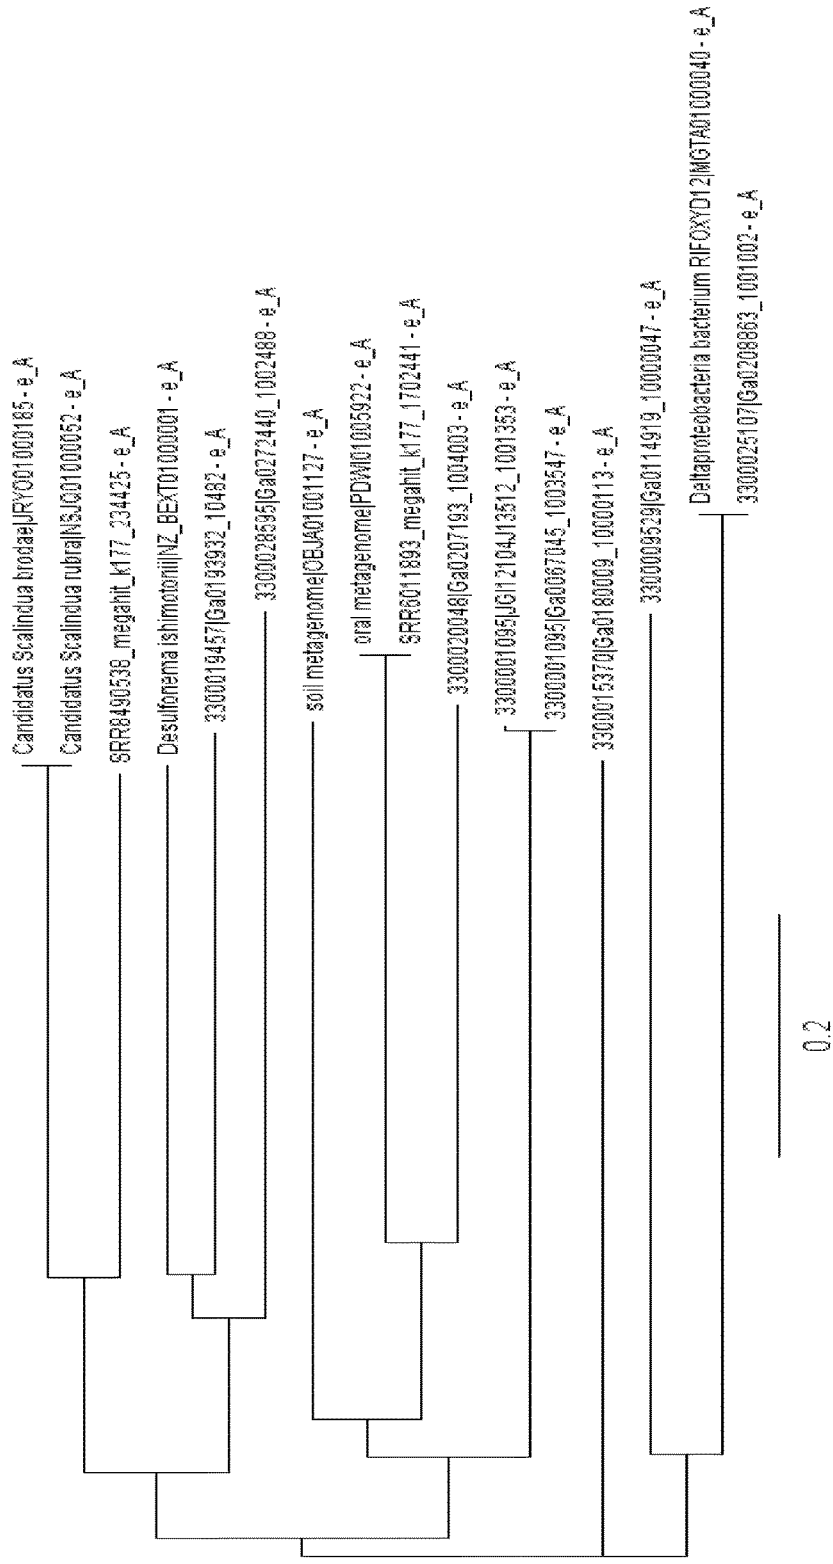 Candidatus Scalindua brodae|JRYO01000185 - e_A
Candidatus Scalindua rubra|NSJO01000052 - e_A
SRR8490538_megahit_k177_234425 - e_A
Desulfonema ishimotonii|NZ_BEXT01000001 - e_A
3300019457|Ga0193932_10482 - e_A
3300028595|Ga0272440_1002488 - e_A
soil metagenome|OBJA01001127 - e_A
oral metagenome|PDWI01005922 - e_A
SRR6011893_megahit_k177_1702441 - e_A
3300020048|Ga0207193_1004003 - e_A
3300001095|JGI12104J13512_1001353 - e_A
3300001095|Ga0067045_1003547 - e_A
3300015370|Ga0180009_10000113 - e_A
3300009529|Ga0114919_10000047 - e_A
Deltaproteobacteria bacterium RIFOXYD12|MGTA01000040 - e_A
3300025107|Ga0208863_1001002 - e_A
0.2